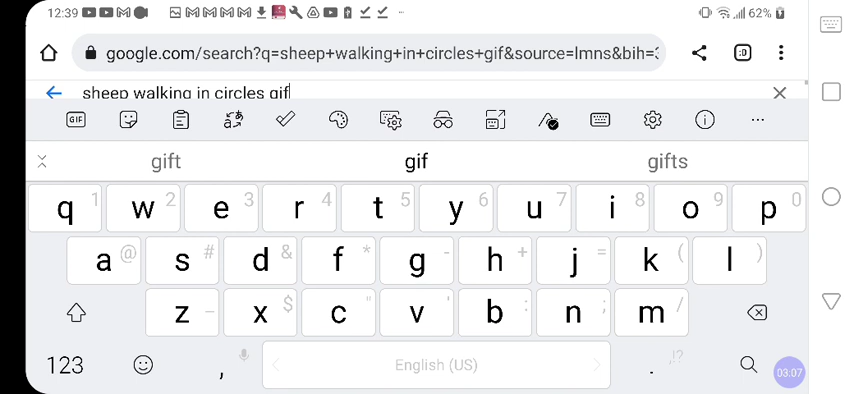 12:39 62%
google.com/search?q=sheep+walking+in+circles+gif&source=lmns&bih=
:D
sheep walking in circles gif
GIF
gift gif gifts
q 1 w 2 e 3 r 4 t 5 y 6 u 7 i 8 o 9 p 0
a @ s # d & f * g - h + j = k ( l )
z _ x $ c " v ' b : n ; m /
123 , English (US) . ,!? 03:07